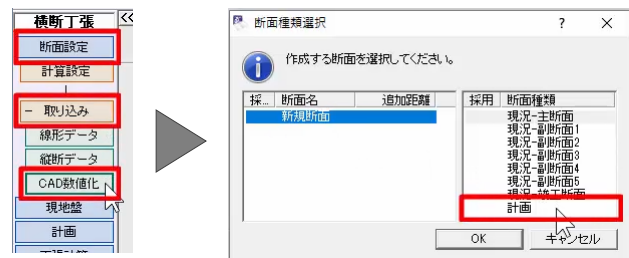 横断丁張
<<
断面設定
計算設定
− 取り込み
線形データ
縦断データ
CAD数値化
現地盤
計画
断面種類選択 ? ×
作成する断面を選択してください。
採... 断面名 追加距離
新規断面
採用 断面種類
現況-主断面
現況-副断面1
現況-副断面2
現況-副断面3
現況-副断面4
現況-副断面5
現況-竣工断面
計画
OK キャンセル